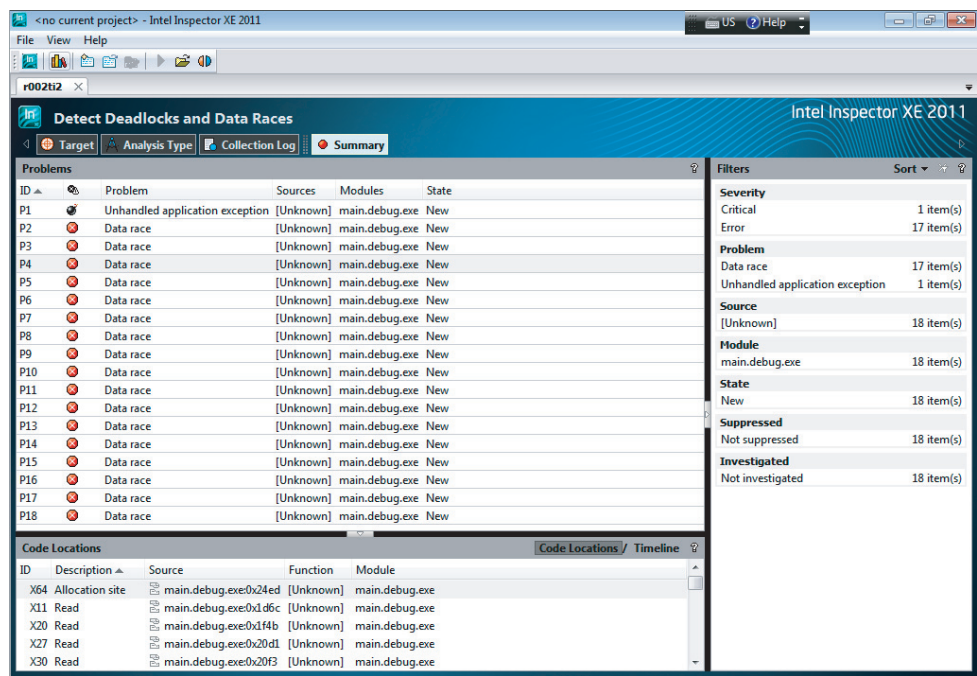 <no current project> - Intel Inspector XE 2011
US Help
File View Help
r002ti2
Detect Deadlocks and Data Races
Intel Inspector XE 2011
Target Analysis Type Collection Log Summary
Problems ?
ID Problem Sources Modules State
P1 Unhandled application exception [Unknown] main.debug.exe New
P2 Data race [Unknown] main.debug.exe New
P3 Data race [Unknown] main.debug.exe New
P4 Data race [Unknown] main.debug.exe New
P5 Data race [Unknown] main.debug.exe New
P6 Data race [Unknown] main.debug.exe New
P7 Data race [Unknown] main.debug.exe New
P8 Data race [Unknown] main.debug.exe New
P9 Data race [Unknown] main.debug.exe New
P10 Data race [Unknown] main.debug.exe New
P11 Data race [Unknown] main.debug.exe New
P12 Data race [Unknown] main.debug.exe New
P13 Data race [Unknown] main.debug.exe New
P14 Data race [Unknown] main.debug.exe New
P15 Data race [Unknown] main.debug.exe New
P16 Data race [Unknown] main.debug.exe New
P17 Data race [Unknown] main.debug.exe New
P18 Data race [Unknown] main.debug.exe New
Filters Sort ?
Severity
Critical 1 item(s)
Error 17 item(s)
Problem
Data race 17 item(s)
Unhandled application exception 1 item(s)
Source
[Unknown] 18 item(s)
Module
main.debug.exe 18 item(s)
State
New 18 item(s)
Suppressed
Not suppressed 18 item(s)
Investigated
Not investigated 18 item(s)
Code Locations Code Locations / Timeline ?
ID Description Source Function Module
X64 Allocation site main.debug.exe:0x24ed [Unknown] main.debug.exe
X11 Read main.debug.exe:0x1d6c [Unknown] main.debug.exe
X20 Read main.debug.exe:0x1f4b [Unknown] main.debug.exe
X27 Read main.debug.exe:0x20d1 [Unknown] main.debug.exe
X30 Read main.debug.exe:0x20f3 [Unknown] main.debug.exe